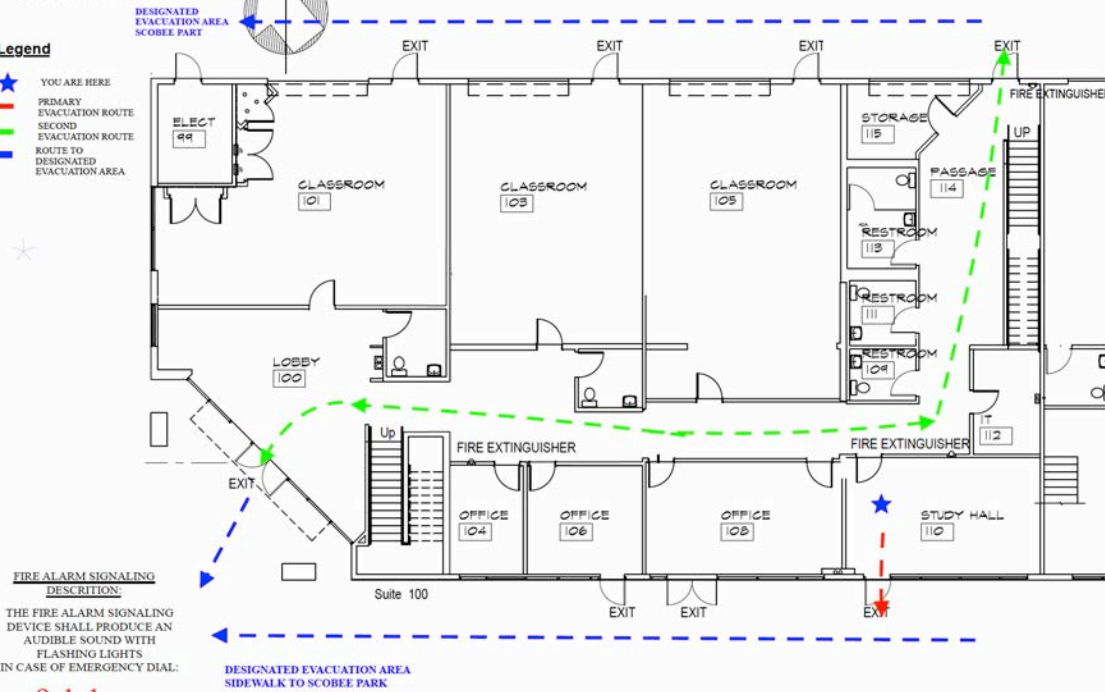 DESIGNATED
EVACUATION AREA
SCOBEE PART
Legend
YOU ARE HERE
PRIMARY
EVACUATION ROUTE
SECOND
EVACUATION ROUTE
ROUTE TO
DESIGNATED
EVACUATION AREA
EXIT
EXIT
EXIT
EXIT
FIRE EXTINGUISHER
UP
ELECT
99
STORAGE
115
CLASSROOM
101
CLASSROOM
103
CLASSROOM
105
PASSAGE
114
RESTROOM
113
RESTROOM
111
RESTROOM
109
LOBBY
100
IT
112
Up
FIRE EXTINGUISHER
FIRE EXTINGUISHER
EXIT
OFFICE
104
OFFICE
106
OFFICE
108
STUDY HALL
110
Suite 100
EXIT
EXIT
EXIT
FIRE ALARM SIGNALING
DESCRITION:
THE FIRE ALARM SIGNALING
DEVICE SHALL PRODUCE AN
AUDIBLE SOUND WITH
FLASHING LIGHTS
IN CASE OF EMERGENCY DIAL:
DESIGNATED EVACUATION AREA
SIDEWALK TO SCOBEE PARK